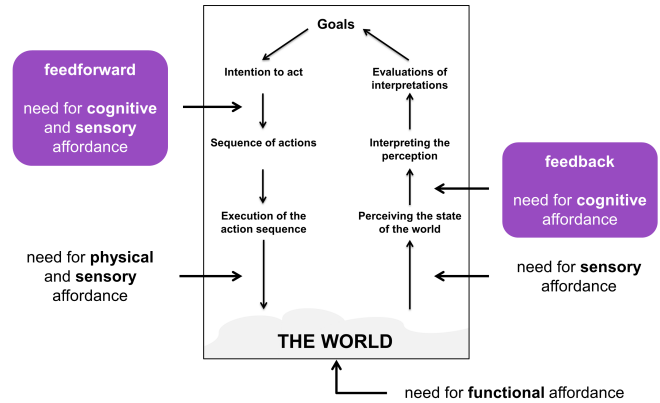 Goals
feedforward
need for cognitive
and sensory
affordance
Intention to act
Evaluations of
interpretations
Sequence of actions
Interpreting the
perception
feedback
need for cognitive
affordance
Execution of the
action sequence
Perceiving the state
of the world
need for physical
and sensory
affordance
need for sensory
affordance
THE WORLD
need for functional affordance